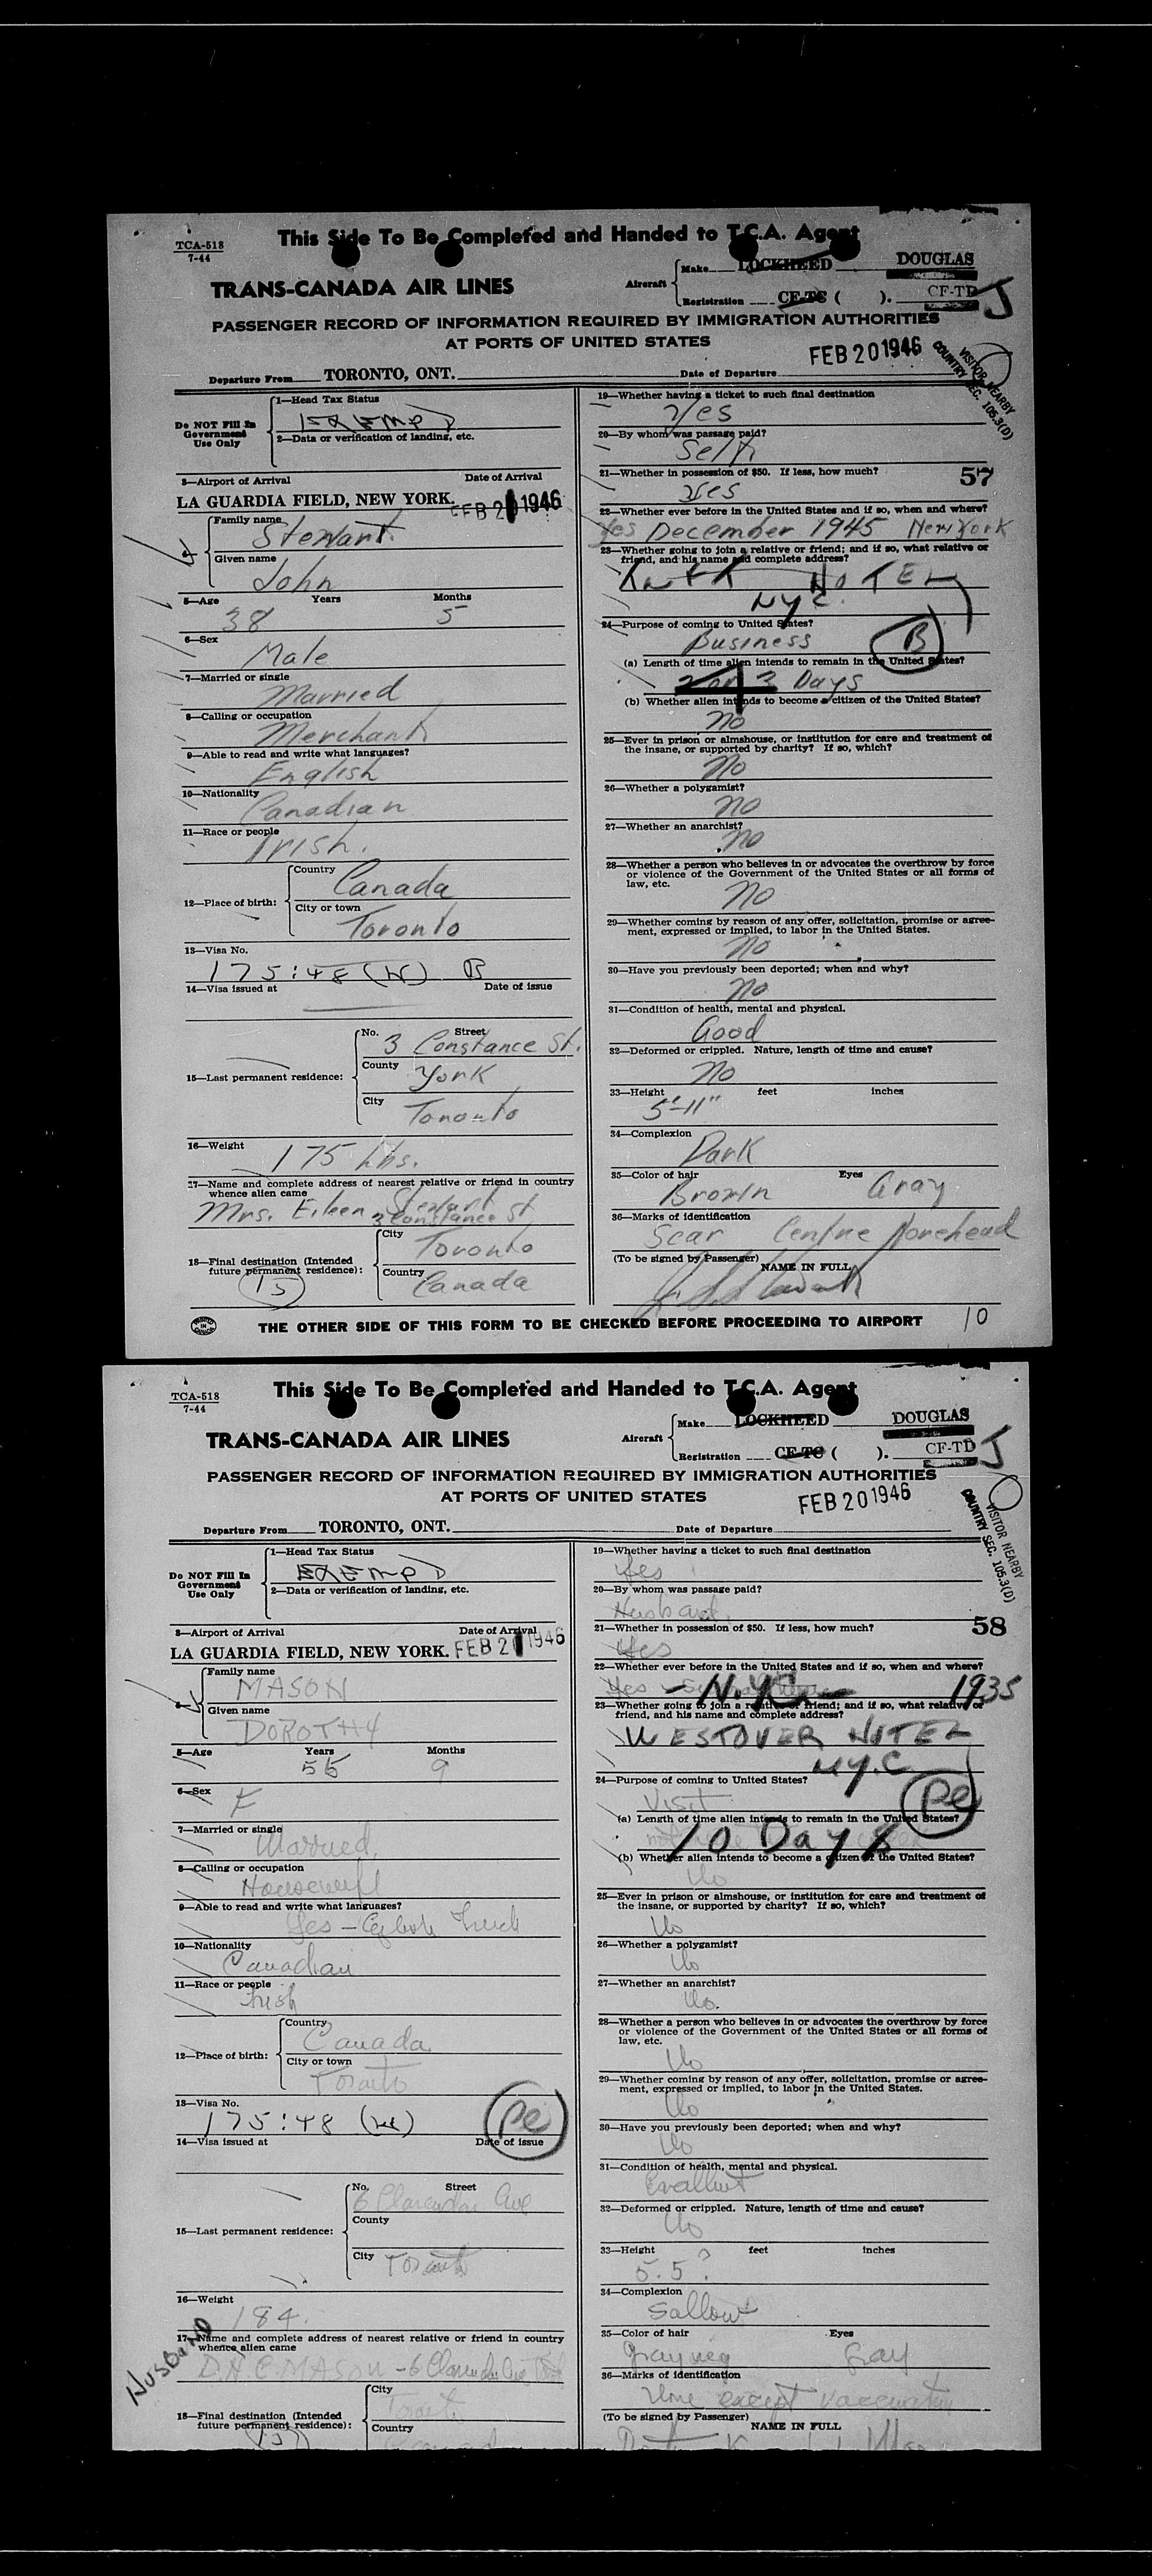 TCA-518
7-44
This Side To Be Completed and Handed to T.C.A. Agent
TRANS-CANADA AIR LINES
Aircraft
Make LOCKHEED DOUGLAS
Registration CF-TC ( ). CF-TD J
PASSENGER RECORD OF INFORMATION REQUIRED BY IMMIGRATION AUTHORITIES
AT PORTS OF UNITED STATES
Departure From TORONTO, ONT.
Date of Departure FEB 20 1946
VISITOR NEARBY
COUNTRY SEC. 105.3(D)
Do NOT Fill In
Government
Use Only
1—Head Tax Status
EXEMPT
2—Data or verification of landing, etc.
3—Airport of Arrival Date of Arrival
LA GUARDIA FIELD, NEW YORK. FEB 21 1946
4 Family name
Stewart
Given name
John
5—Age Years Months
38 5
6—Sex
Male
7—Married or single
Married
8—Calling or occupation
Merchant
9—Able to read and write what languages?
English
10—Nationality
Canadian
11—Race or people
Irish.
12—Place of birth:
Country
Canada
City or town
Toronto
13—Visa No.
175:48 (W) B
14—Visa issued at Date of issue
15—Last permanent residence:
No. Street
3 Constance St.
County
York
City
Toronto
16—Weight
175 lbs.
17—Name and complete address of nearest relative or friend in country
whence alien came
Mrs. Eileen Stewart
3 Constance St
18—Final destination (Intended
future permanent residence):
15
City
Toronto
Country
Canada
19—Whether having a ticket to such final destination
Yes
20—By whom was passage paid?
Self
21—Whether in possession of $50. If less, how much?
Yes
57
22—Whether ever before in the United States and if so, when and where?
Yes December 1945 New York
23—Whether going to join a relative or friend; and if so, what relative or
friend, and his name and complete address?
HOTEL
NYC.
24—Purpose of coming to United States?
Business B
(a) Length of time alien intends to remain in the United States?
2 or 3 Days
4
(b) Whether alien intends to become a citizen of the United States?
No
25—Ever in prison or almshouse, or institution for care and treatment of
the insane, or supported by charity? If so, which?
No
26—Whether a polygamist?
No
27—Whether an anarchist?
No
28—Whether a person who believes in or advocates the overthrow by force
or violence of the Government of the United States or all forms of
law, etc.
No
29—Whether coming by reason of any offer, solicitation, promise or agree-
ment, expressed or implied, to labor in the United States.
No
30—Have you previously been deported; when and why?
No
31—Condition of health, mental and physical.
Good
32—Deformed or crippled. Nature, length of time and cause?
No
33—Height feet inches
5'-11"
34—Complexion
Dark
35—Color of hair Eyes
Brown Gray
36—Marks of identification
Scar Centre Forehead
(To be signed by Passenger)
NAME IN FULL
THE OTHER SIDE OF THIS FORM TO BE CHECKED BEFORE PROCEEDING TO AIRPORT 10
TCA-518
7-44
This Side To Be Completed and Handed to T.C.A. Agent
TRANS-CANADA AIR LINES
Aircraft
Make LOCKHEED DOUGLAS
Registration CF-TC ( ). CF-TD J
PASSENGER RECORD OF INFORMATION REQUIRED BY IMMIGRATION AUTHORITIES
AT PORTS OF UNITED STATES
FEB 20 1946
Departure From TORONTO, ONT.
Date of Departure
VISITOR NEARBY
COUNTRY SEC. 105.3(D)
Do NOT Fill In
Government
Use Only
1—Head Tax Status
EXEMPT
2—Data or verification of landing, etc.
3—Airport of Arrival Date of Arrival
LA GUARDIA FIELD, NEW YORK. FEB 21 1946
4 Family name
MASON
Given name
DOROTHY
5—Age Years Months
55 9
6—Sex
F
7—Married or single
Married
8—Calling or occupation
Housewife
9—Able to read and write what languages?
Yes — English French
10—Nationality
Canadian
11—Race or people
Irish
12—Place of birth:
Country
Canada
City or town
Toronto
13—Visa No.
175:48 (W) Pl
14—Visa issued at Date of issue
15—Last permanent residence:
No. Street
6 Clarendon Ave
County
City
Toronto
16—Weight
184.
HUSBAND
17—Name and complete address of nearest relative or friend in country
whence alien came
D.H.C. MASON - 6 Clarendon Ave
18—Final destination (Intended
future permanent residence):
City
Toronto
Country
Canada
19—Whether having a ticket to such final destination
Yes
20—By whom was passage paid?
Husband.
21—Whether in possession of $50. If less, how much?
Yes
58
22—Whether ever before in the United States and if so, when and where?
Yes - N.Y.C. 1935
23—Whether going to join a relative or friend; and if so, what relative or
friend, and his name and complete address?
WESTOVER HOTEL
NYC
24—Purpose of coming to United States?
Visit Pl
(a) Length of time alien intends to remain in the United States?
10 Days
(b) Whether alien intends to become a citizen of the United States?
No
25—Ever in prison or almshouse, or institution for care and treatment of
the insane, or supported by charity? If so, which?
No
26—Whether a polygamist?
No
27—Whether an anarchist?
No.
28—Whether a person who believes in or advocates the overthrow by force
or violence of the Government of the United States or all forms of
law, etc.
No
29—Whether coming by reason of any offer, solicitation, promise or agree-
ment, expressed or implied, to labor in the United States.
No
30—Have you previously been deported; when and why?
No
31—Condition of health, mental and physical.
Excellent
32—Deformed or crippled. Nature, length of time and cause?
No
33—Height feet inches
5.5?
34—Complexion
Sallow
35—Color of hair Eyes
Graying Gray
36—Marks of identification
None except vaccination
(To be signed by Passenger)
NAME IN FULL